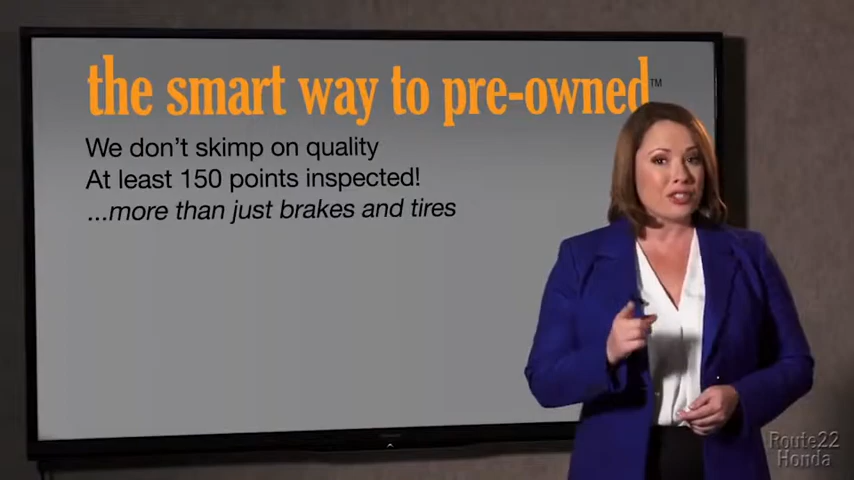 the smart way to pre-owned™
We don't skimp on quality
At least 150 points inspected!
...more than just brakes and tires
Route22
Honda